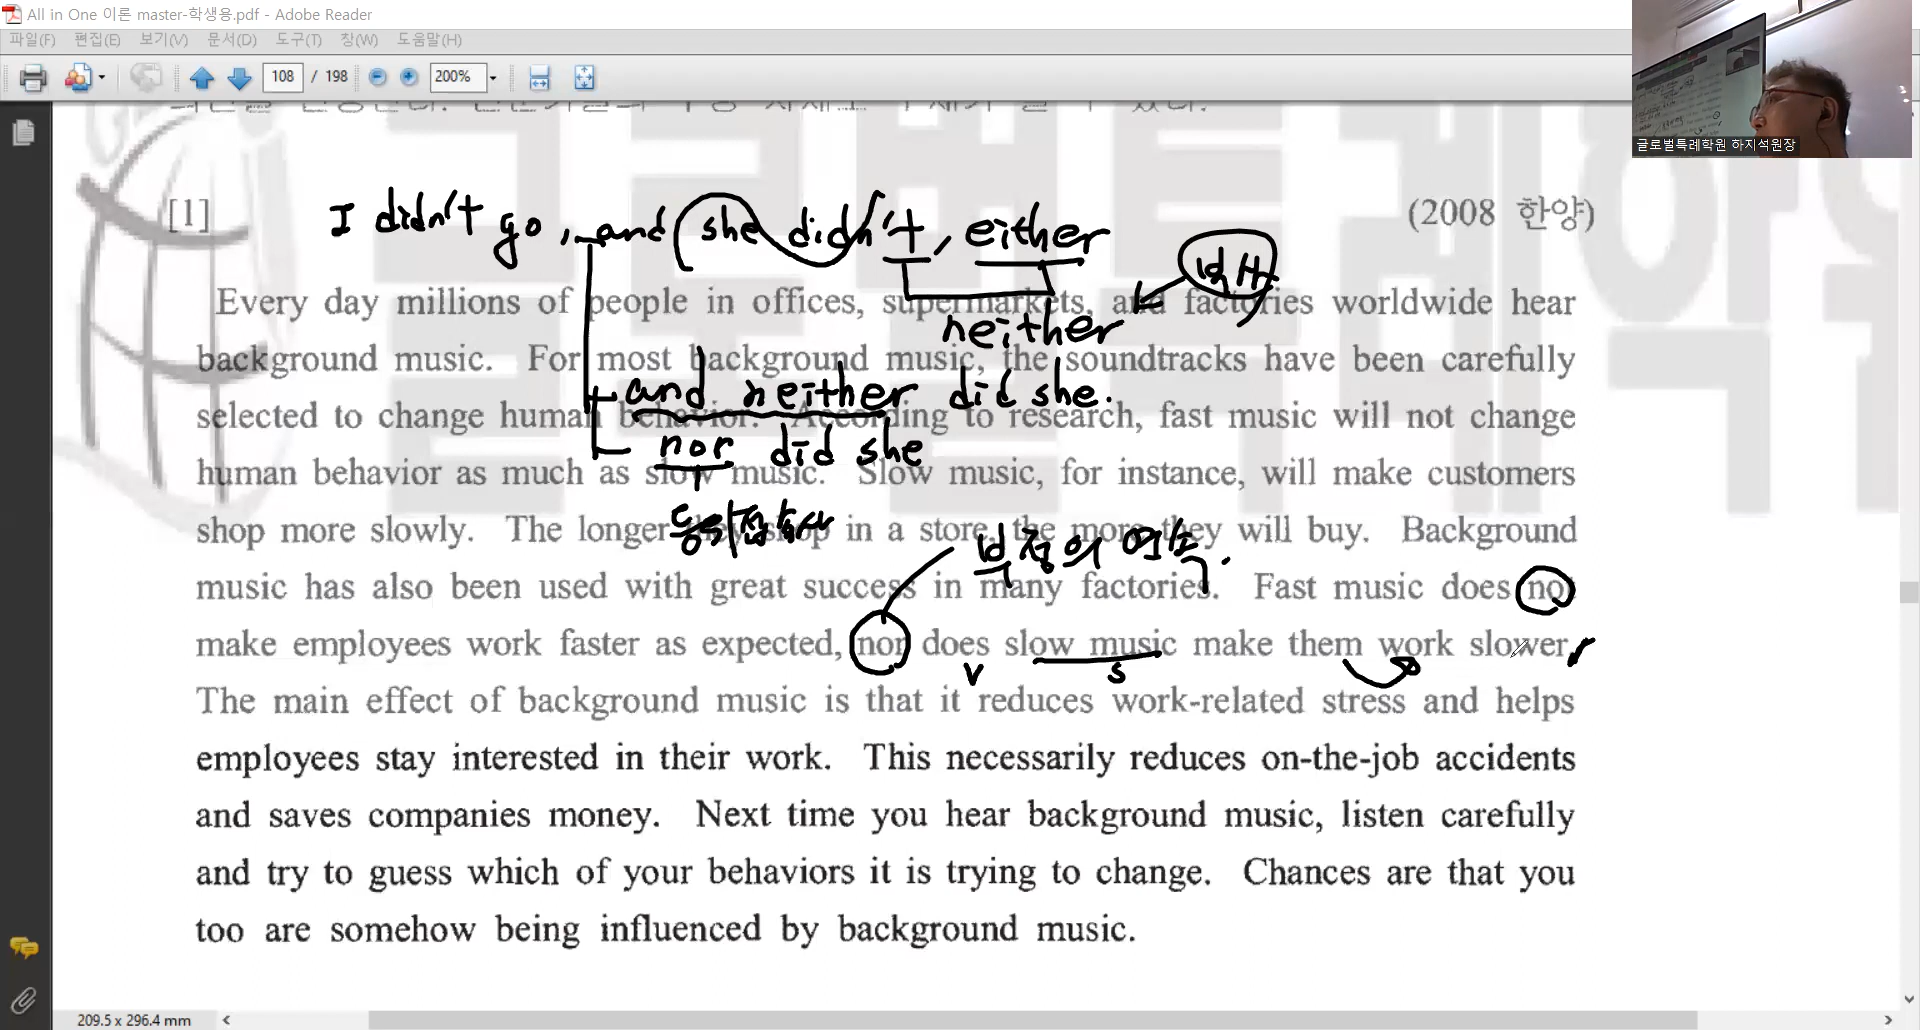 All in One 이론 master-학생용.pdf - Adobe Reader
파일(F) 편집(E) 보기(V) 문서(D) 도구(T) 창(W) 도움말(H)
108 / 198 200%
글로벌특례학원 하지석원장
[1] (2008 한양)
I didn't go, and she didn't, either
부사
neither
and neither did she.
nor did she
등위접속사
부정의 연속.
Every day millions of people in offices, supermarkets, and factories worldwide hear
background music. For most background music, the soundtracks have been carefully
selected to change human behavior. According to research, fast music will not change
human behavior as much as slow music. Slow music, for instance, will make customers
shop more slowly. The longer they shop in a store, the more they will buy. Background
music has also been used with great success in many factories. Fast music does not
make employees work faster as expected, nor does slow music make them work slower.
V S
The main effect of background music is that it reduces work-related stress and helps
employees stay interested in their work. This necessarily reduces on-the-job accidents
and saves companies money. Next time you hear background music, listen carefully
and try to guess which of your behaviors it is trying to change. Chances are that you
too are somehow being influenced by background music.
209.5 x 296.4 mm